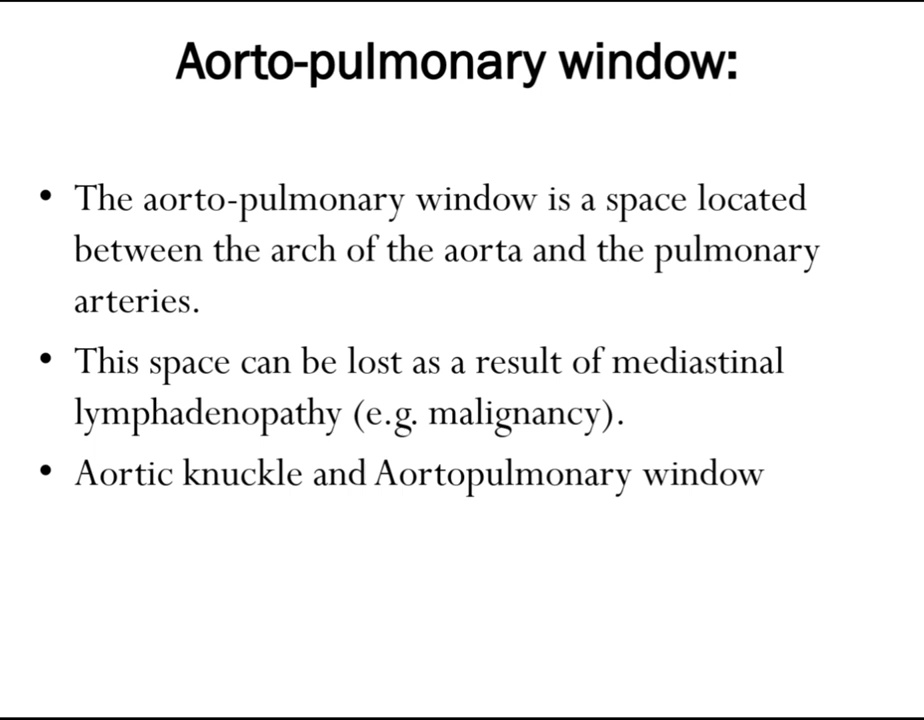 Aorto-pulmonary window:
• The aorto-pulmonary window is a space located
between the arch of the aorta and the pulmonary
arteries.
• This space can be lost as a result of mediastinal
lymphadenopathy (e.g. malignancy).
• Aortic knuckle and Aortopulmonary window